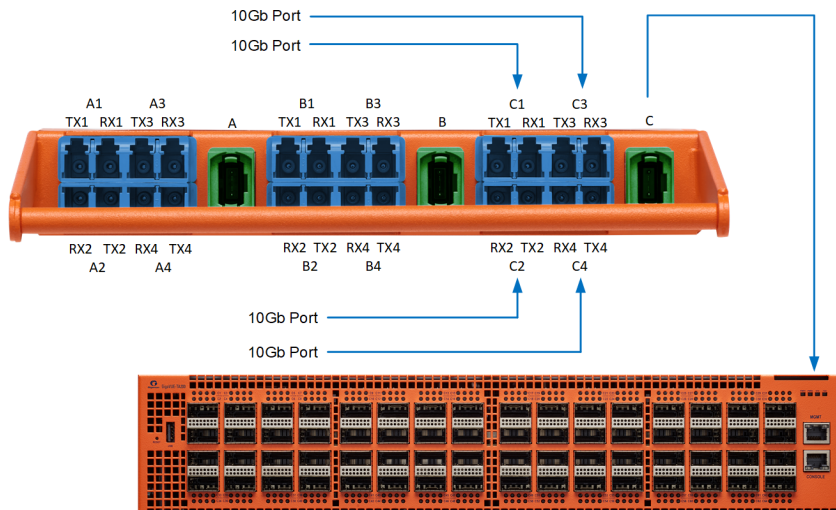 10Gb Port
10Gb Port
A1 A3 B1 B3 C1 C3
TX1 RX1 TX3 RX3 A TX1 RX1 TX3 RX3 B TX1 RX1 TX3 RX3 C
RX2 TX2 RX4 TX4 RX2 TX2 RX4 TX4 RX2 TX2 RX4 TX4
A2 A4 B2 B4 C2 C4
10Gb Port
10Gb Port
MGMT
CONSOLE